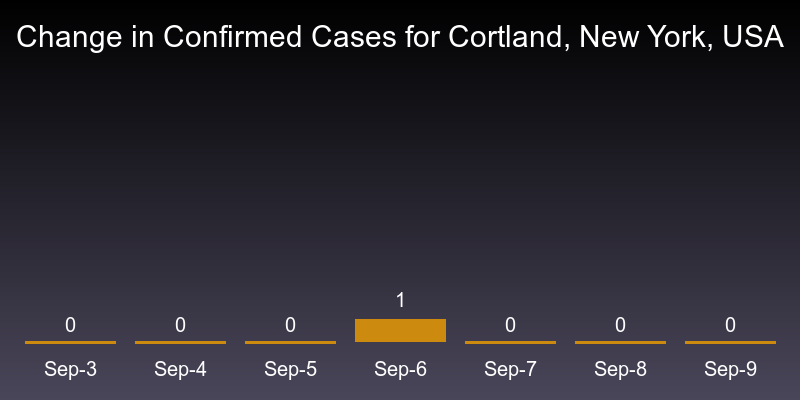 Change in Confirmed Cases for Cortland, New York, USA
0 0 0 1 0 0 0
Sep-3 Sep-4 Sep-5 Sep-6 Sep-7 Sep-8 Sep-9